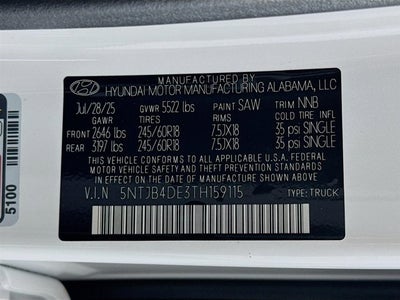 MANUFACTURED BY
HYUNDAI MOTOR MANUFACTURING ALABAMA, LLC
Jul/28/25 GVWR 5522 lbs PAINT SAW TRIM NNB
TIRES RIMS COLD TIRE INFL
FRONT 2646 lbs 245/60R18 7.5JX18 35 psi SINGLE
REAR 3197 lbs 245/60R18 7.5JX18 35 psi SINGLE
THIS VEHICLE CONFORMS TO ALL APPLICABLE U.S.A. FEDERAL
MOTOR VEHICLE SAFETY AND THEFT PREVENTION STANDARDS
IN EFFECT ON THE DATE OF MANUFACTURE SHOWN ABOVE.
V.I.N 5NTJB4DE3TH159115 TYPE: TRUCK
5100